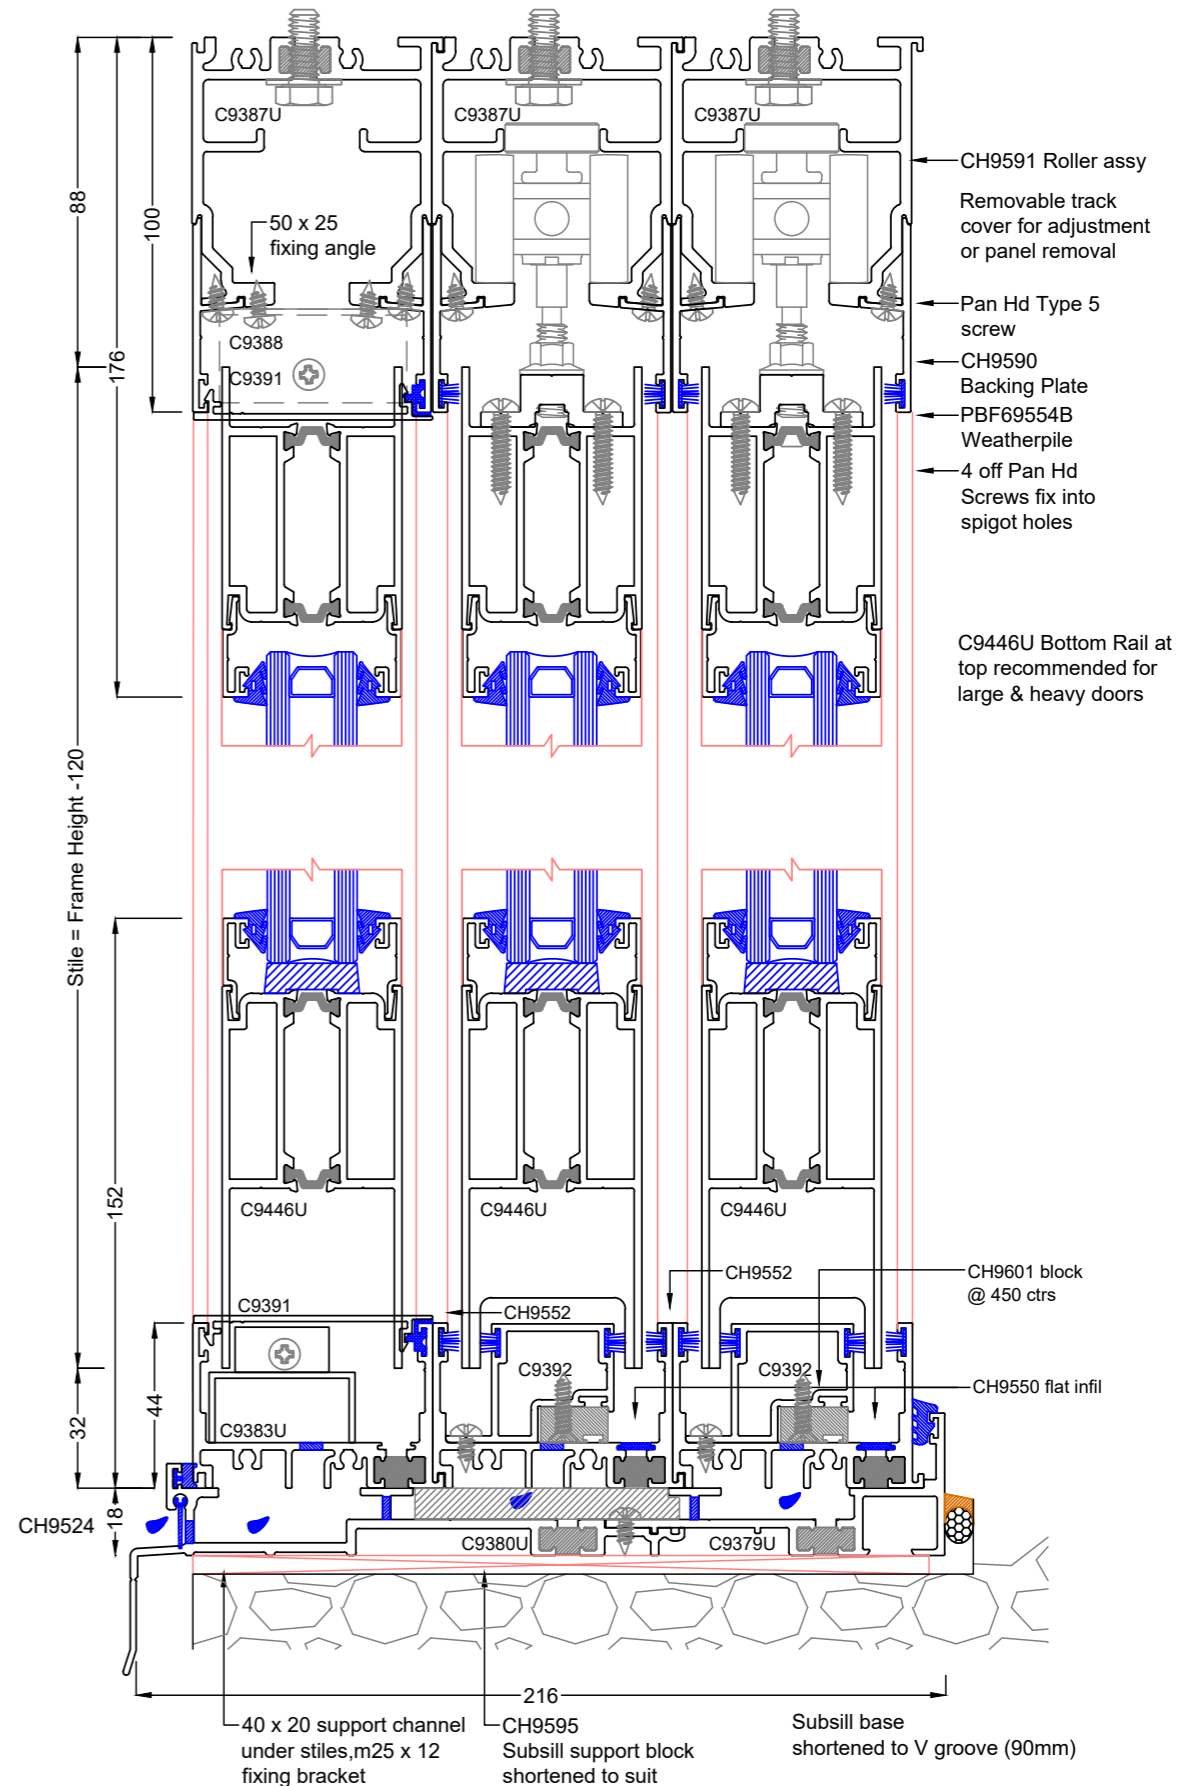 C9387U
C9387U
C9387U
CH9591 Roller assy
Removable track
cover for adjustment
or panel removal
50 x 25
fixing angle
88
176
100
Pan Hd Type 5
screw
C9388
C9391
CH9590
Backing Plate
PBF69554B
Weatherpile
4 off Pan Hd
Screws fix into
spigot holes
C9446U Bottom Rail at
top recommended for
large & heavy doors
Stile = Frame Height -120
152
C9446U
C9446U
C9446U
CH9552
CH9601 block
@ 450 ctrs
C9391
CH9552
C9392
C9392
CH9550 flat infil
32
44
C9383U
18
CH9524
C9380U
C9379U
216
40 x 20 support channel
under stiles,m25 x 12
fixing bracket
CH9595
Subsill support block
shortened to suit
Subsill base
shortened to V groove (90mm)